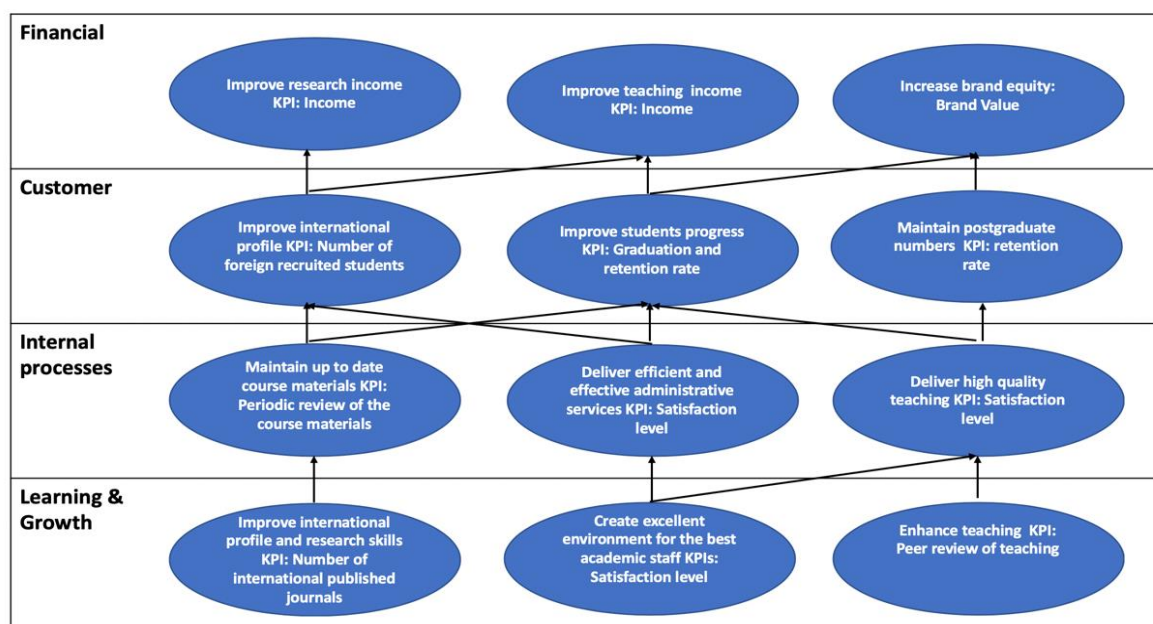 Financial
Improve research income
KPI: Income
Improve teaching  income
KPI: Income
Increase brand equity:
Brand Value
Customer
Improve international
profile KPI: Number of
foreign recruited students
Improve students progress
KPI: Graduation and
retention rate
Maintain postgraduate
numbers  KPI: retention
rate
Internal
processes
Maintain up to date
course materials KPI:
Periodic review of the
course materials
Deliver efficient and
effective administrative
services KPI: Satisfaction
level
Deliver high quality
teaching KPI: Satisfaction
level
Learning &
Growth
Improve international
profile and research skills
KPI: Number of
international published
journals
Create excellent
environment for the best
academic staff KPIs:
Satisfaction level
Enhance teaching  KPI:
Peer review of teaching